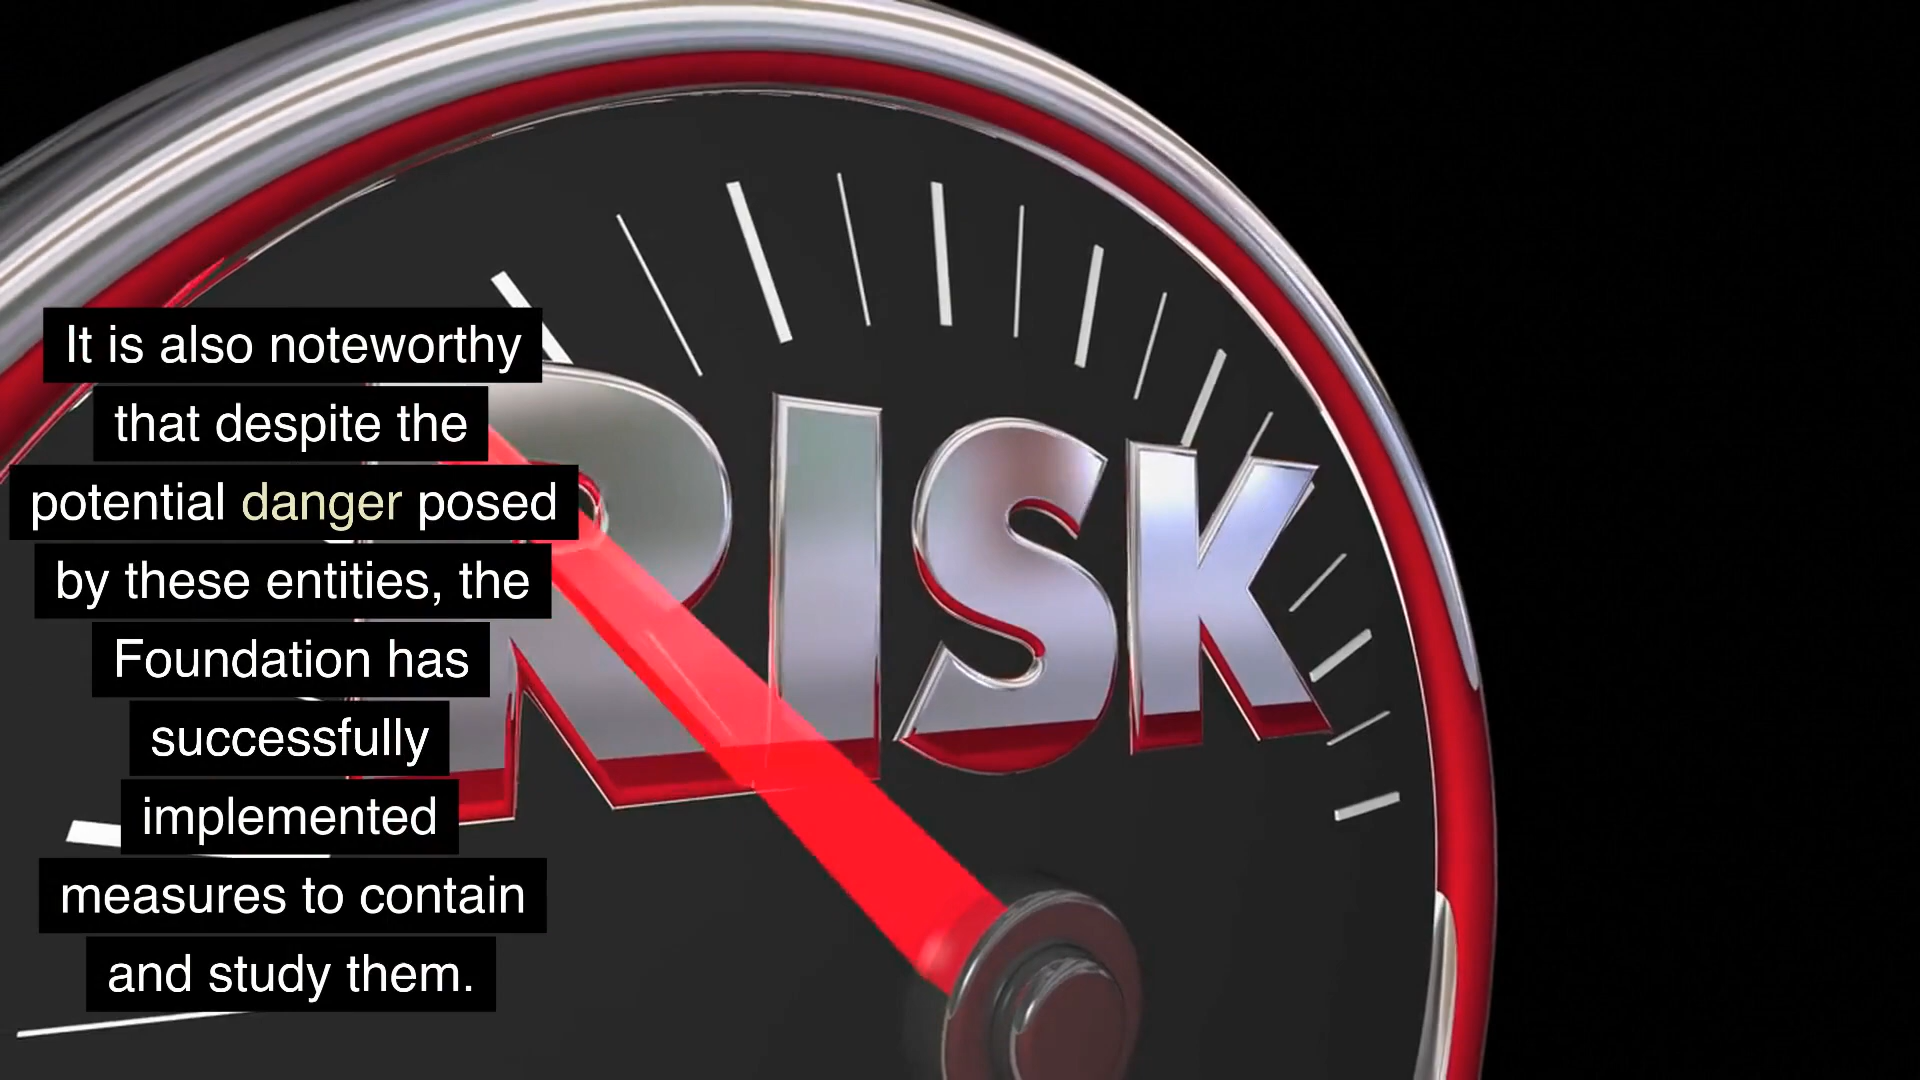 It is also noteworthy
that despite the
potential danger posed
by these entities, the
Foundation has
successfully
implemented
measures to contain
and study them.
RISK